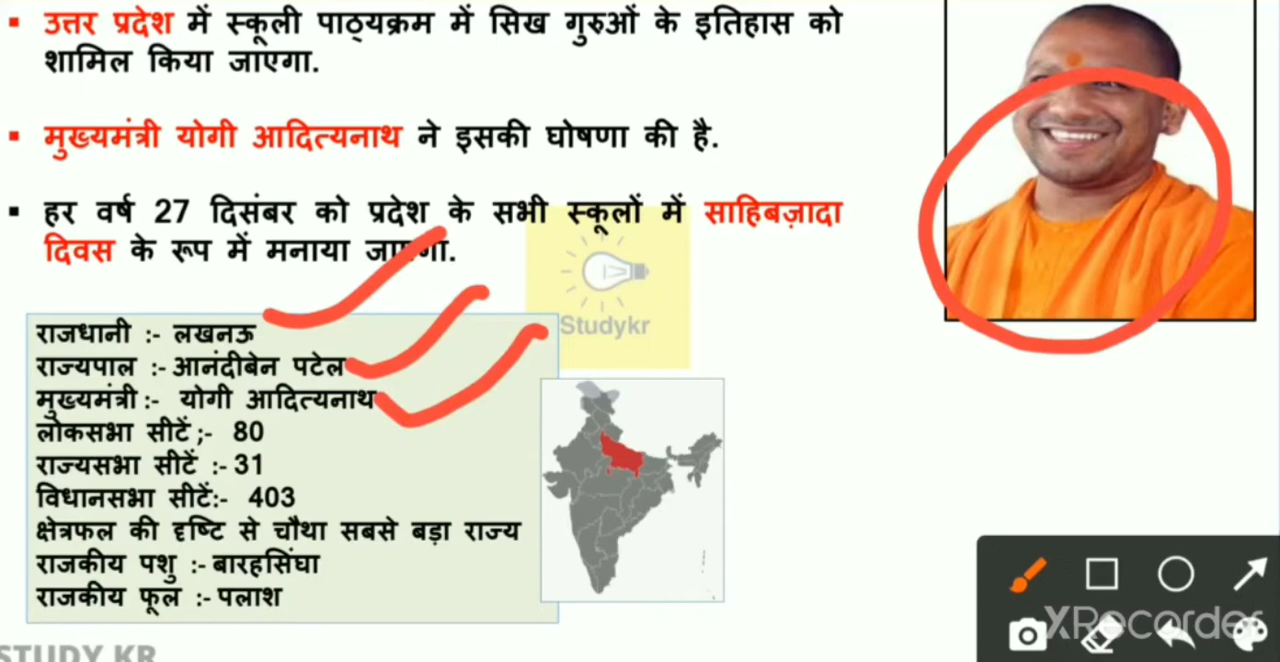 ▪ उत्तर प्रदेश में स्कूली पाठ्यक्रम में सिख गुरुओं के इतिहास को
शामिल किया जाएगा.
▪ मुख्यमंत्री योगी आदित्यनाथ ने इसकी घोषणा की है.
▪ हर वर्ष 27 दिसंबर को प्रदेश के सभी स्कूलों में साहिबज़ादा
दिवस के रूप में मनाया जाएगा.
Studykr
राजधानी :- लखनऊ
राज्यपाल :- आनंदीबेन पटेल
मुख्यमंत्री :- योगी आदित्यनाथ
लोकसभा सीटें ;- 80
राज्यसभा सीटें :- 31
विधानसभा सीटें:- 403
क्षेत्रफल की दृष्टि से चौथा सबसे बड़ा राज्य
राजकीय पशु :- बारहसिंघा
राजकीय फूल :- पलाश
STUDY KR
XRecorder